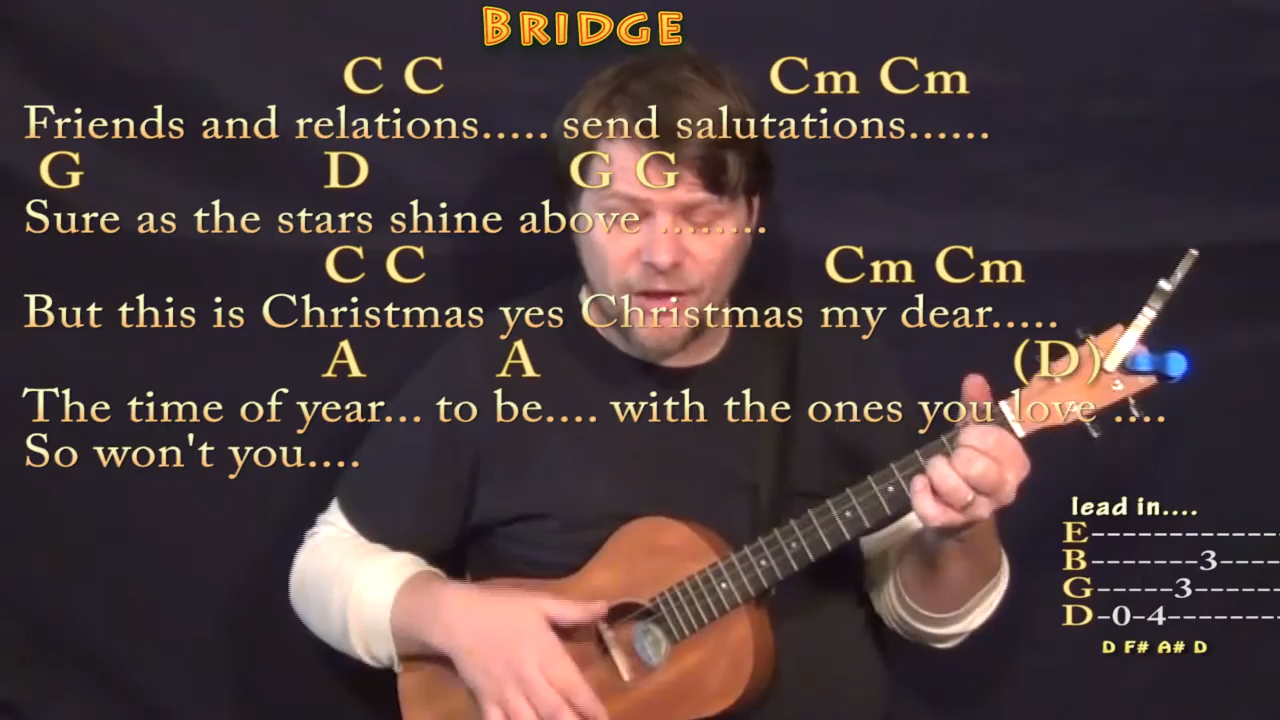 BRIDGE
C C Cm Cm
Friends and relations..... send salutations......
G D G G
Sure as the stars shine above ........
C C Cm Cm
But this is Christmas yes Christmas my dear.....
A A (D)
The time of year... to be.... with the ones you love ....
So won't you....
lead in....
E------------
B-------3----
G-----3------
D-0-4--------
D F# A# D